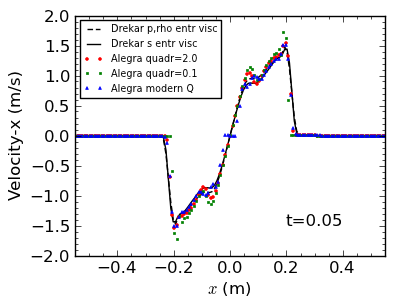 2.0
1.5
1.0
0.5
0.0
−0.5
−1.0
−1.5
−2.0
Velocity-x (m/s)
Drekar p,rho entr visc
Drekar s entr visc
Alegra quadr=2.0
Alegra quadr=0.1
Alegra modern Q
t=0.05
−0.4 −0.2 0.0 0.2 0.4
x (m)